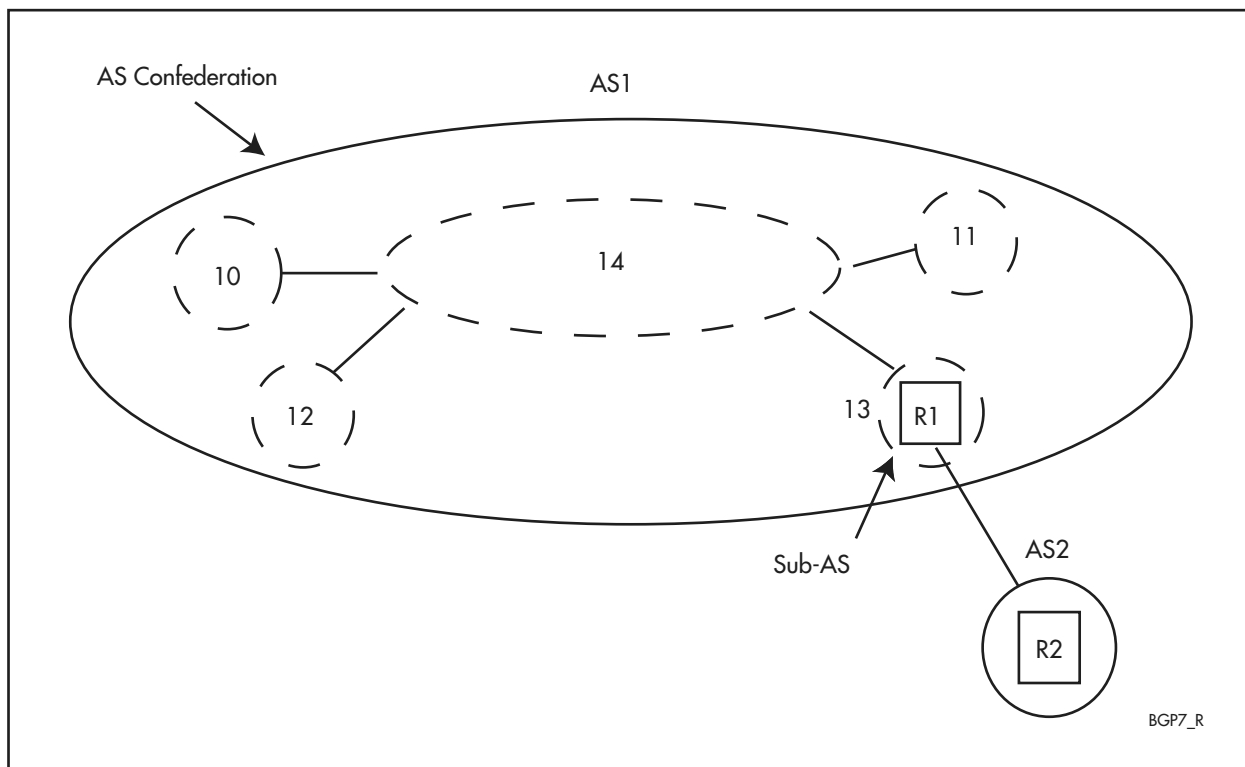 AS Confederation
AS1
10
14
11
12
13
R1
Sub-AS
AS2
R2
BGP7_R